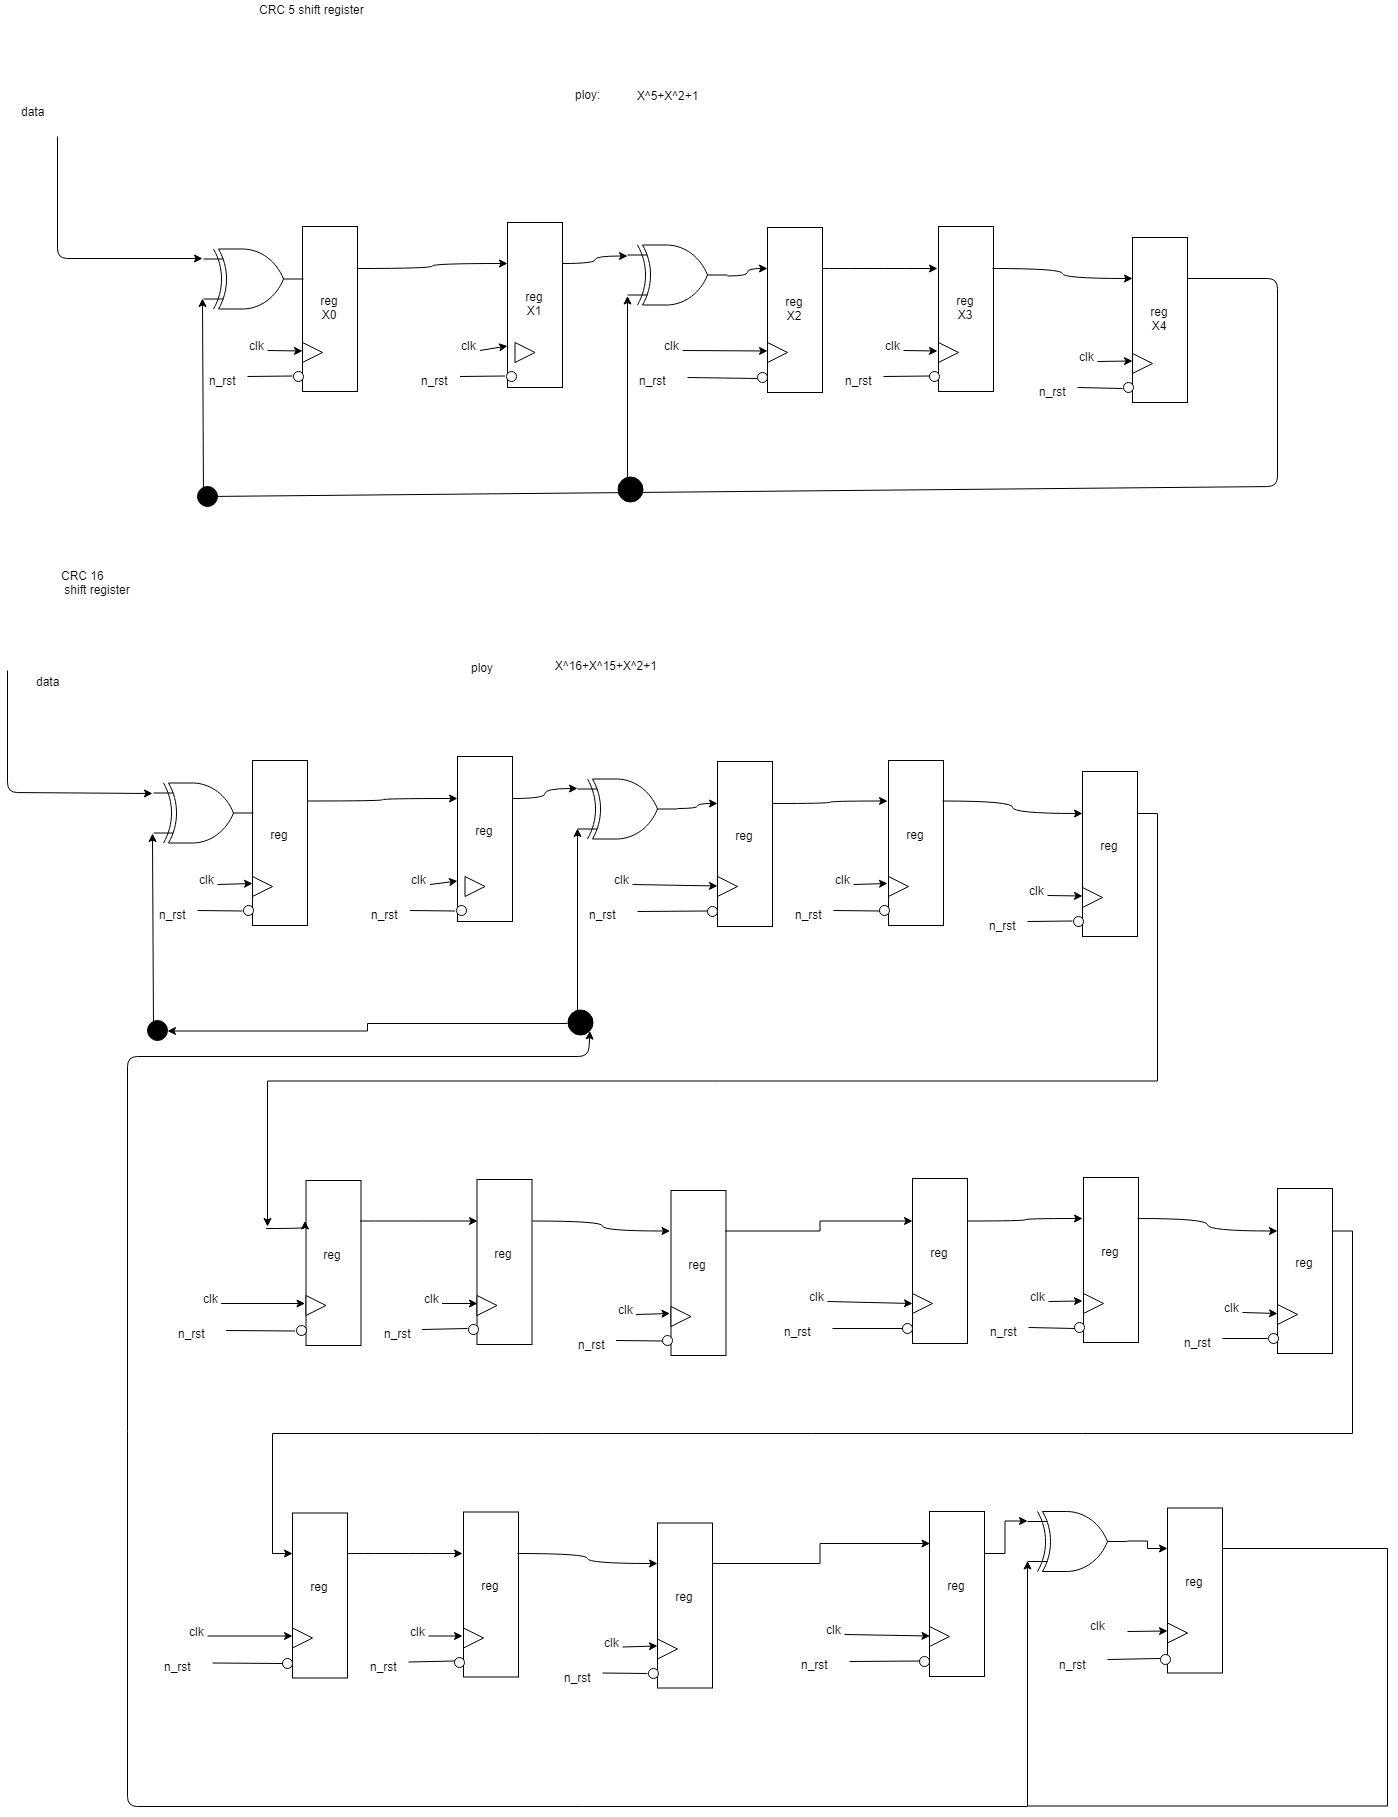 CRC 5 shift register
ploy: X^5+X^2+1
data
reg
X0
clk
n_rst
reg
X1
clk
n_rst
reg
X2
clk
n_rst
reg
X3
clk
n_rst
reg
X4
clk
n_rst
CRC 16
shift register
ploy X^16+X^15+X^2+1
data
reg
clk
n_rst
reg
clk
n_rst
reg
clk
n_rst
reg
clk
n_rst
reg
clk
n_rst
reg
clk
n_rst
reg
clk
n_rst
reg
clk
n_rst
reg
clk
n_rst
reg
clk
n_rst
reg
clk
n_rst
reg
clk
n_rst
reg
clk
n_rst
reg
clk
n_rst
reg
clk
n_rst
reg
clk
n_rst